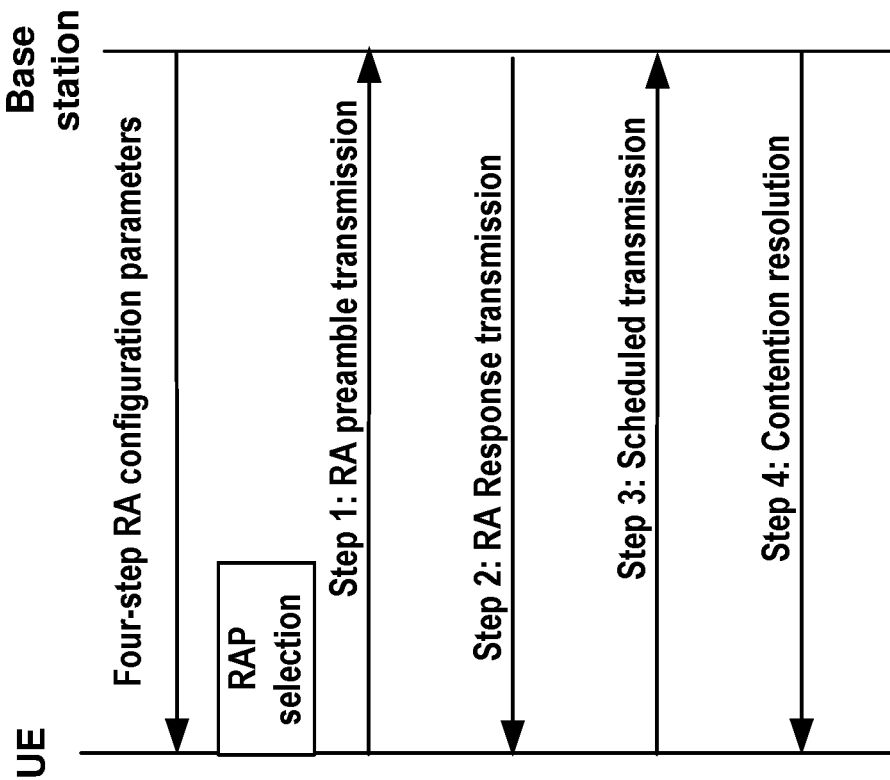 UE
Base
station
Four-step RA configuration parameters
RAP
selection
Step 1: RA preamble transmission
Step 2: RA Response transmission
Step 3: Scheduled transmission
Step 4: Contention resolution